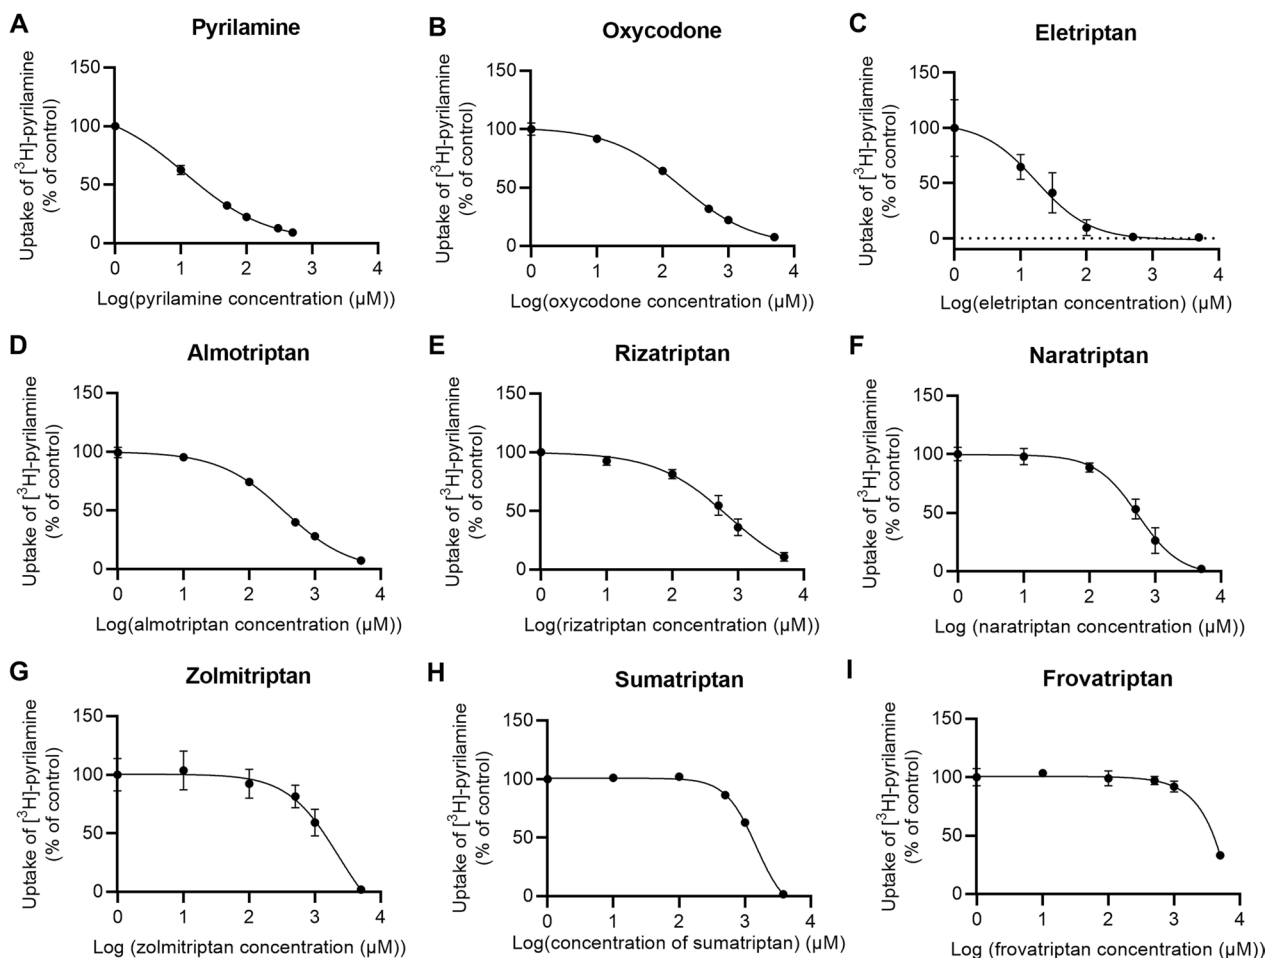 A
Pyrilamine
Uptake of [³H]-pyrilamine
(% of control)
150
100
50
0
0 1 2 3 4
Log(pyrilamine concentration (µM))
B
Oxycodone
Uptake of [³H]-pyrilamine
(% of control)
150
100
50
0
0 1 2 3 4
Log(oxycodone concentration (µM))
C
Eletriptan
Uptake of [³H]-pyrilamine
(% of control)
150
100
50
0
0 1 2 3 4
Log(eletriptan concentration) (µM)
D
Almotriptan
Uptake of [³H]-pyrilamine
(% of control)
150
100
50
0
0 1 2 3 4
Log(almotriptan concentration (µM))
E
Rizatriptan
Uptake of [³H]-pyrilamine
(% of control)
150
100
50
0
0 1 2 3 4
Log(rizatriptan concentration (µM))
F
Naratriptan
Uptake of [³H]-pyrilamine
(% of control)
150
100
50
0
0 1 2 3 4
Log (naratriptan concentration (µM))
G
Zolmitriptan
Uptake of [³H]-pyrilamine
(% of control)
150
100
50
0
0 1 2 3 4
Log (zolmitriptan concentration (µM))
H
Sumatriptan
Uptake of [³H]-pyrilamine
(% of control)
150
100
50
0
0 1 2 3 4
Log(concentration of sumatriptan) (µM)
I
Frovatriptan
Uptake of [³H]-pyrilamine
(% of control)
150
100
50
0
0 1 2 3 4
Log (frovatriptan concentration (µM))